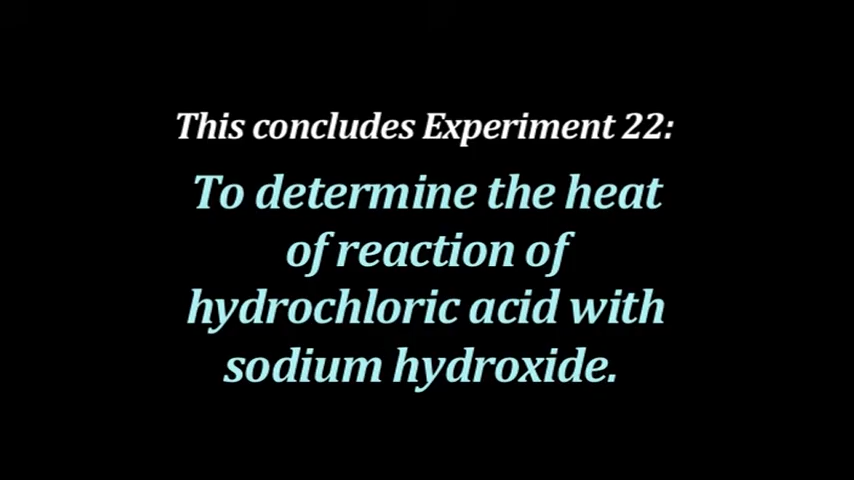 This concludes Experiment 22:
To determine the heat
of reaction of
hydrochloric acid with
sodium hydroxide.